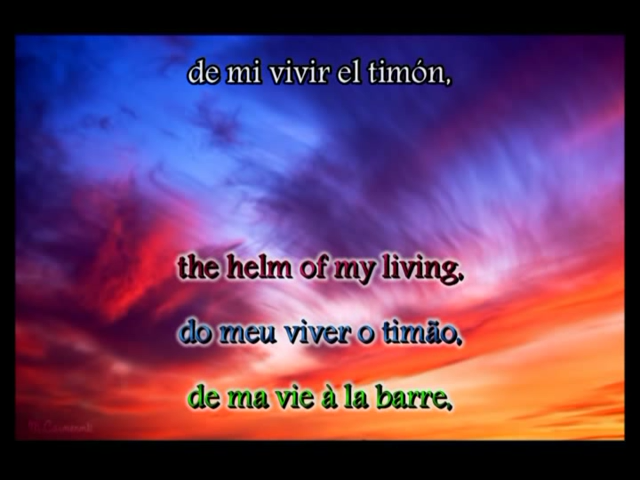 de mi vivir el timón,
the helm of my living,
do meu viver o timão,
de ma vie à la barre,